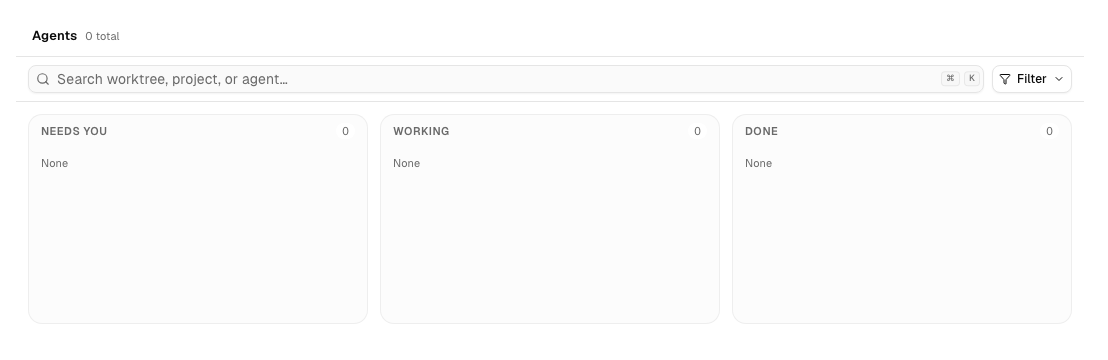 Agents 0 total
Search worktree, project, or agent… ⌘ K Filter
NEEDS YOU 0
None
WORKING 0
None
DONE 0
None